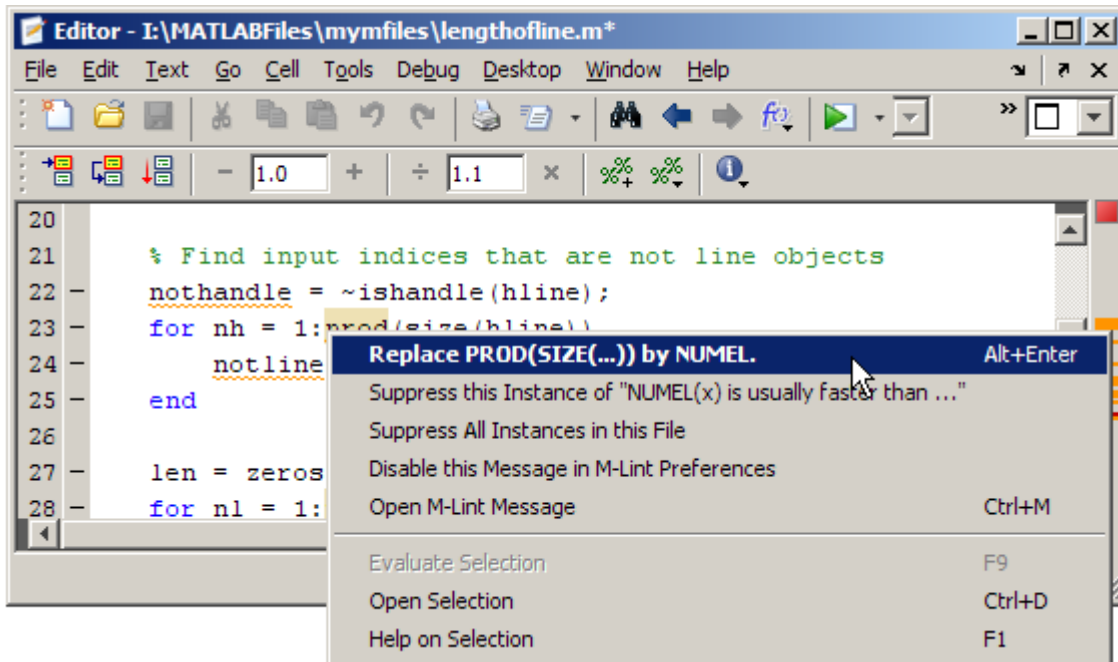 Editor - I:\MATLABFiles\mymfiles\lengthofline.m*
File Edit Text Go Cell Tools Debug Desktop Window Help
1.0 1.1
20
21 % Find input indices that are not line objects
22 - nothandle = ~ishandle(hline);
23 - for nh = 1:prod(size(hline))
24 - notline
25 - end
26
27 - len = zeros
28 - for nl = 1:
Replace PROD(SIZE(...)) by NUMEL. Alt+Enter
Suppress this Instance of "NUMEL(x) is usually faster than ..."
Suppress All Instances in this File
Disable this Message in M-Lint Preferences
Open M-Lint Message Ctrl+M
Evaluate Selection F9
Open Selection Ctrl+D
Help on Selection F1